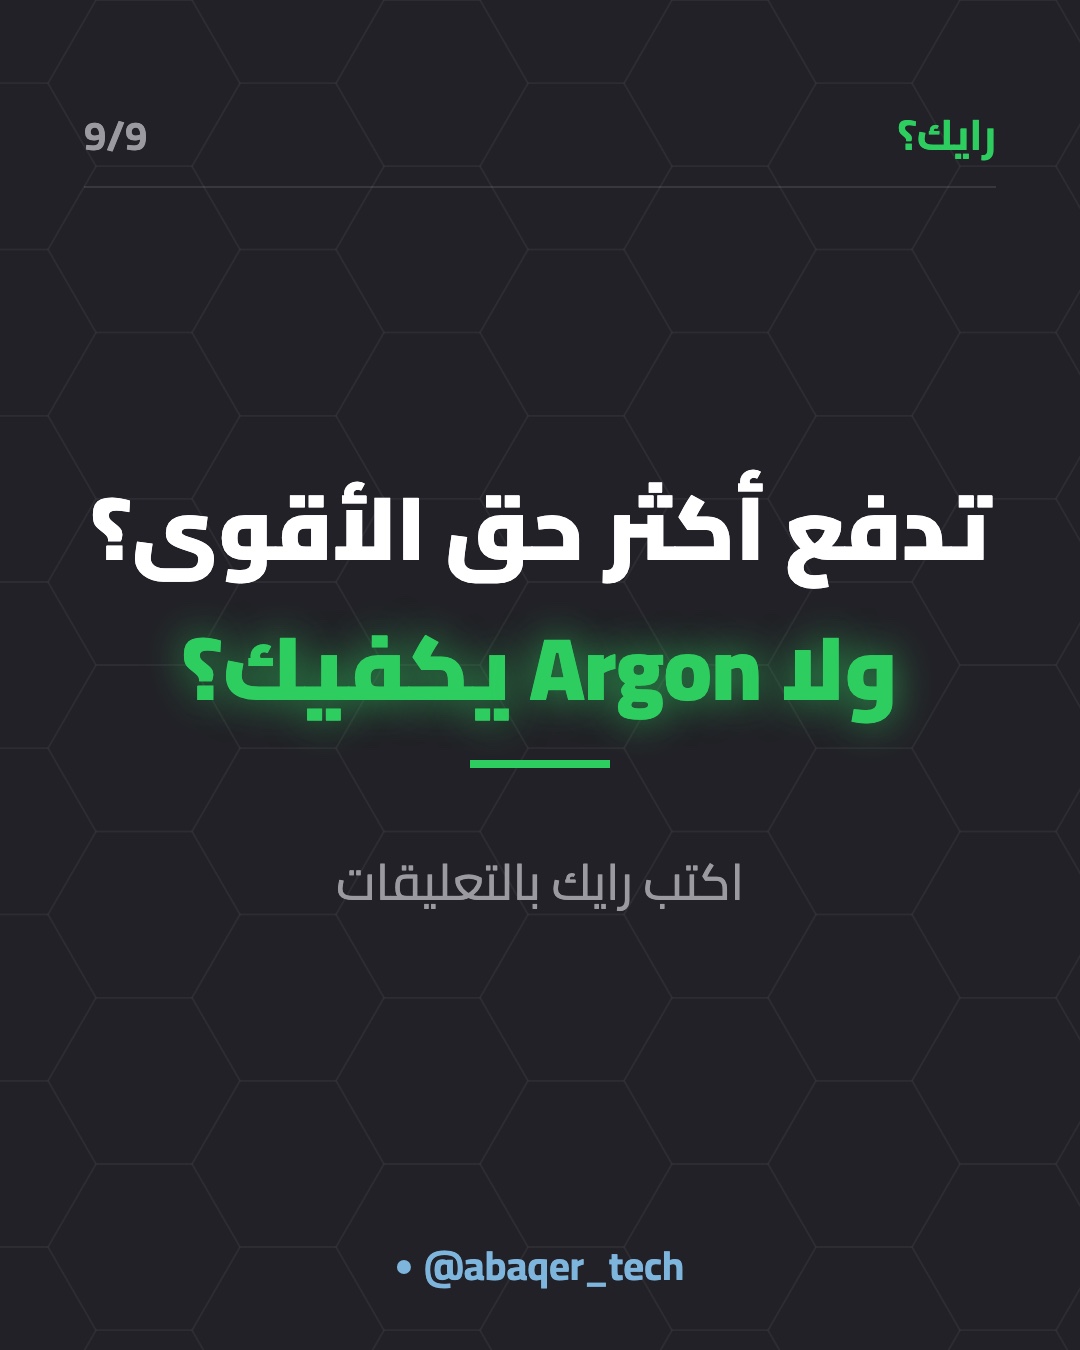 رايك؟
9/9
تدفع أكثر حق الأقوى؟
ولا Argon يكفيك؟
اكتب رايك بالتعليقات
@abaqer_tech •